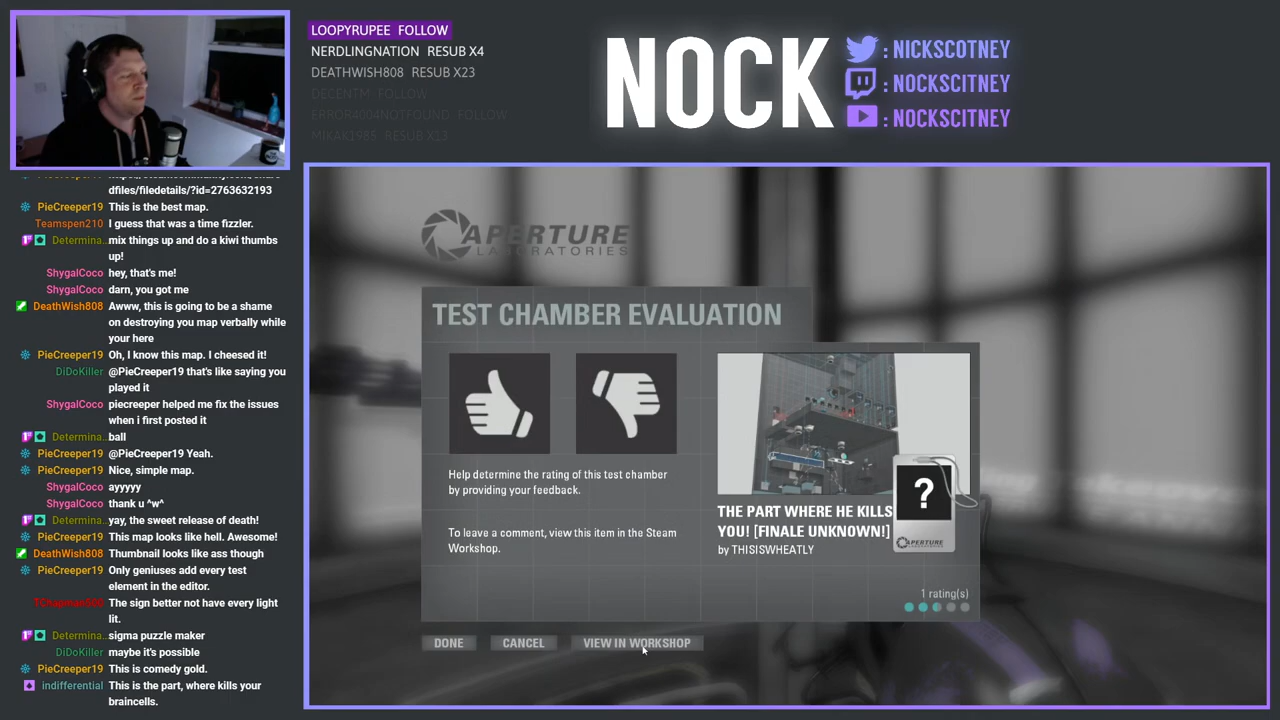 LOOPYRUPEE FOLLOW
NERDLINGNATION RESUB X4
DEATHWISH808 RESUB X23
DECENTM FOLLOW
ERROR4004NOTFOUND FOLLOW
MIKAK1985 RESUB X13
NOCK
: NICKSCOTNEY
: NOCKSCITNEY
: NOCKSCITNEY
dfiles/filedetails/?id=2763632193
PieCreeper19 This is the best map.
Teamspen210 I guess that was a time fizzler.
Determina.. mix things up and do a kiwi thumbs
up!
ShygalCoco hey, that's me!
ShygalCoco darn, you got me
DeathWish808 Awww, this is going to be a shame
on destroying you map verbally while
your here
PieCreeper19 Oh, I know this map. I cheesed it!
DiDoKiller @PieCreeper19 that's like saying you
played it
ShygalCoco piecreeper helped me fix the issues
when i first posted it
Determina.. ball
PieCreeper19 @PieCreeper19 Yeah.
PieCreeper19 Nice, simple map.
ShygalCoco ayyyyy
ShygalCoco thank u ^w^
Determina.. yay, the sweet release of death!
PieCreeper19 This map looks like hell. Awesome!
DeathWish808 Thumbnail looks like ass though
PieCreeper19 Only geniuses add every test
element in the editor.
TChapman500 The sign better not have every light
lit.
Determina.. sigma puzzle maker
DiDoKiller maybe it's possible
PieCreeper19 This is comedy gold.
indifferential This is the part, where kills your
braincells.
APERTURE
LABORATORIES
TEST CHAMBER EVALUATION
Help determine the rating of this test chamber
by providing your feedback.
To leave a comment, view this item in the Steam
Workshop.
?
APERTURE
THE PART WHERE HE KILLS
YOU! [FINALE UNKNOWN!]
by THISISWHEATLY
1 rating(s)
DONE
CANCEL
VIEW IN WORKSHOP